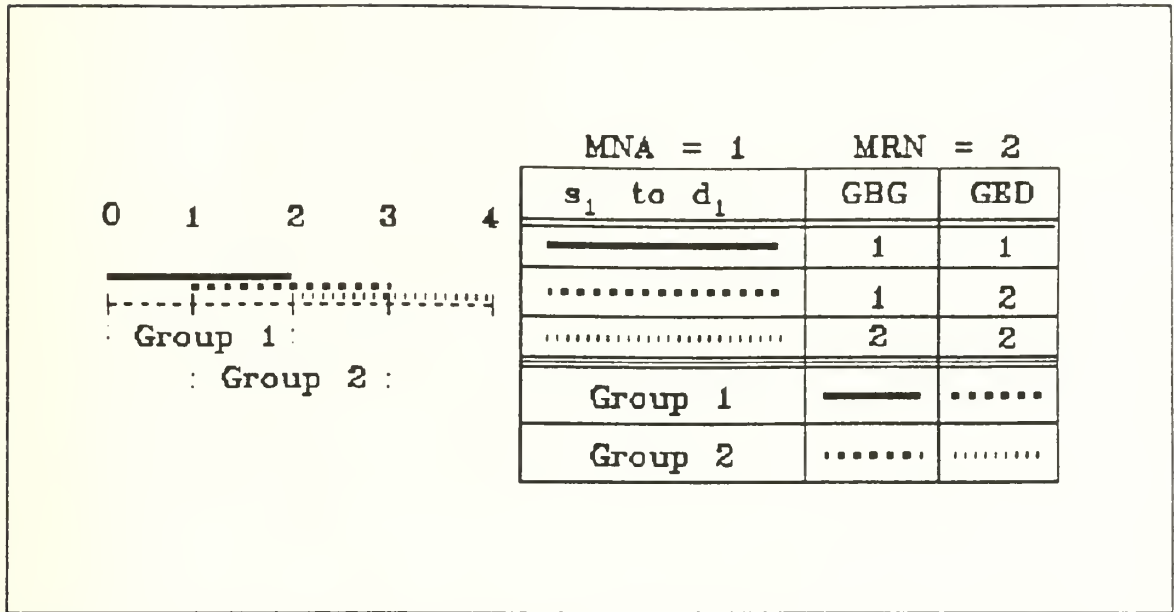 MNA = 1 MRN = 2
s₁ to d₁ GBG GED
0 1 2 3 4
1 1
1 2
2 2
Group 1
Group 2
Group 1
Group 2